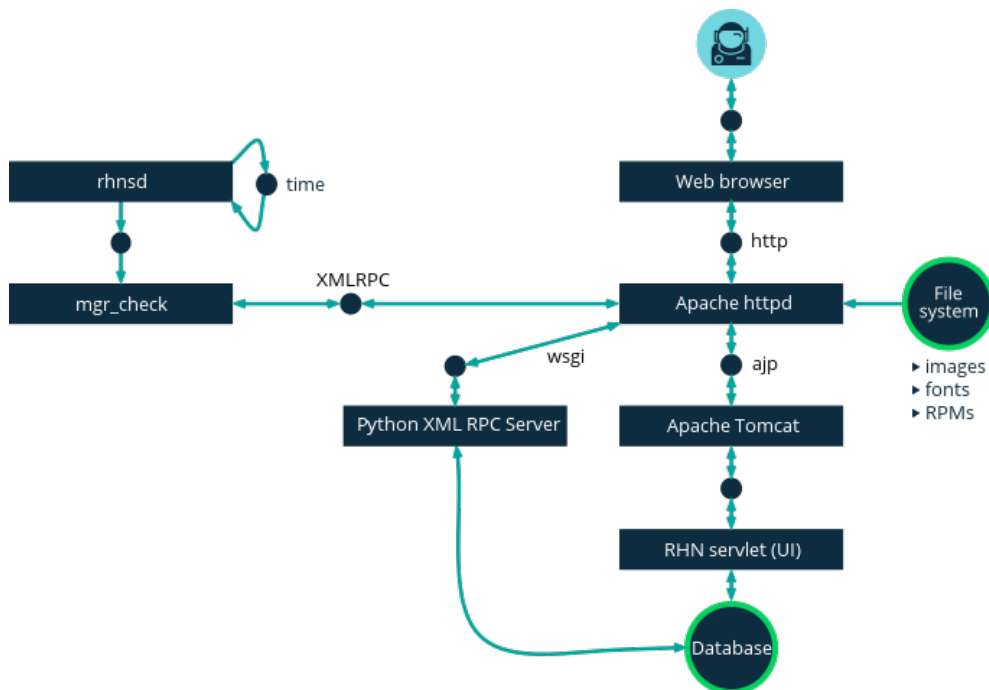 rhnsd
time
Web browser
http
XMLRPC
mgr_check
Apache httpd
File
system
wsgi
ajp
images
fonts
RPMs
Python XML RPC Server
Apache Tomcat
RHN servlet (UI)
Database